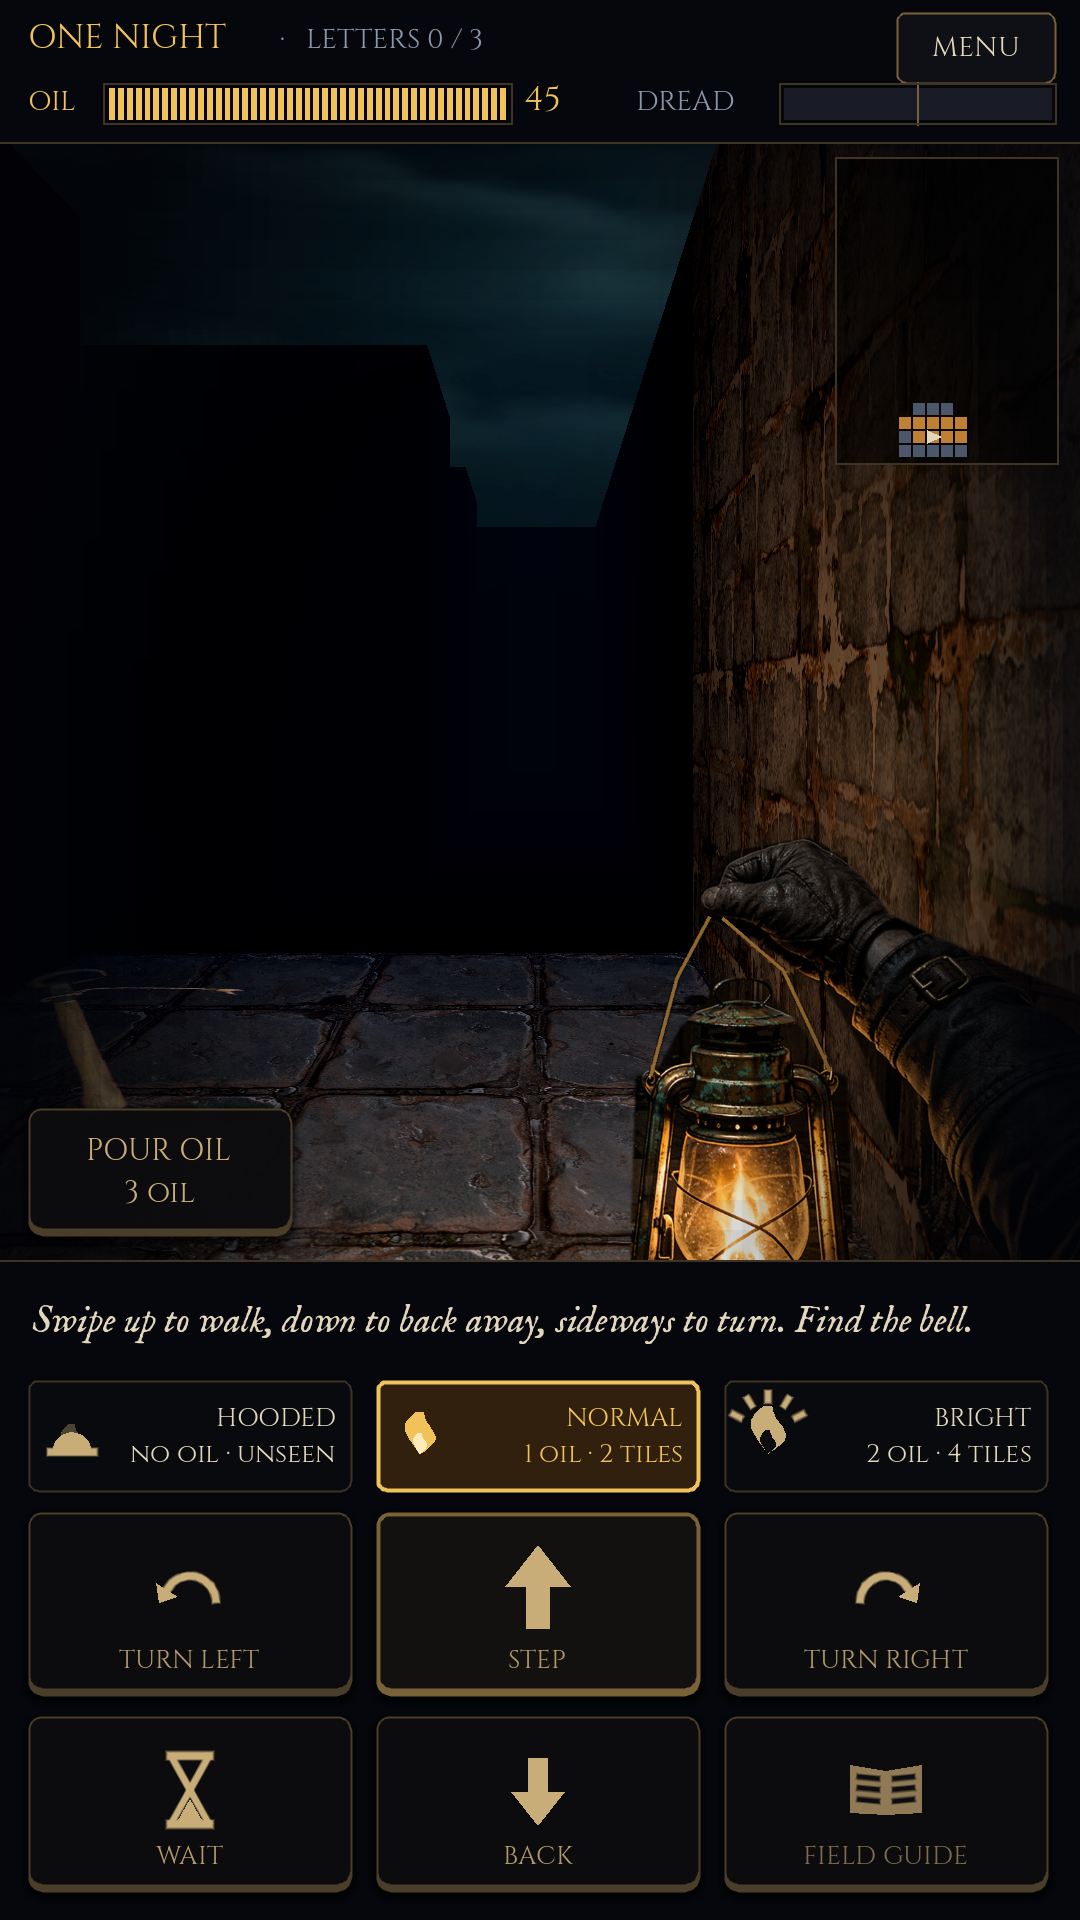 ONE NIGHT · LETTERS 0 / 3
MENU
OIL 45 DREAD
POUR OIL
3 OIL
Swipe up to walk, down to back away, sideways to turn. Find the bell.
HOODED
NO OIL · UNSEEN
NORMAL
1 OIL · 2 TILES
BRIGHT
2 OIL · 4 TILES
TURN LEFT
STEP
TURN RIGHT
WAIT
BACK
FIELD GUIDE